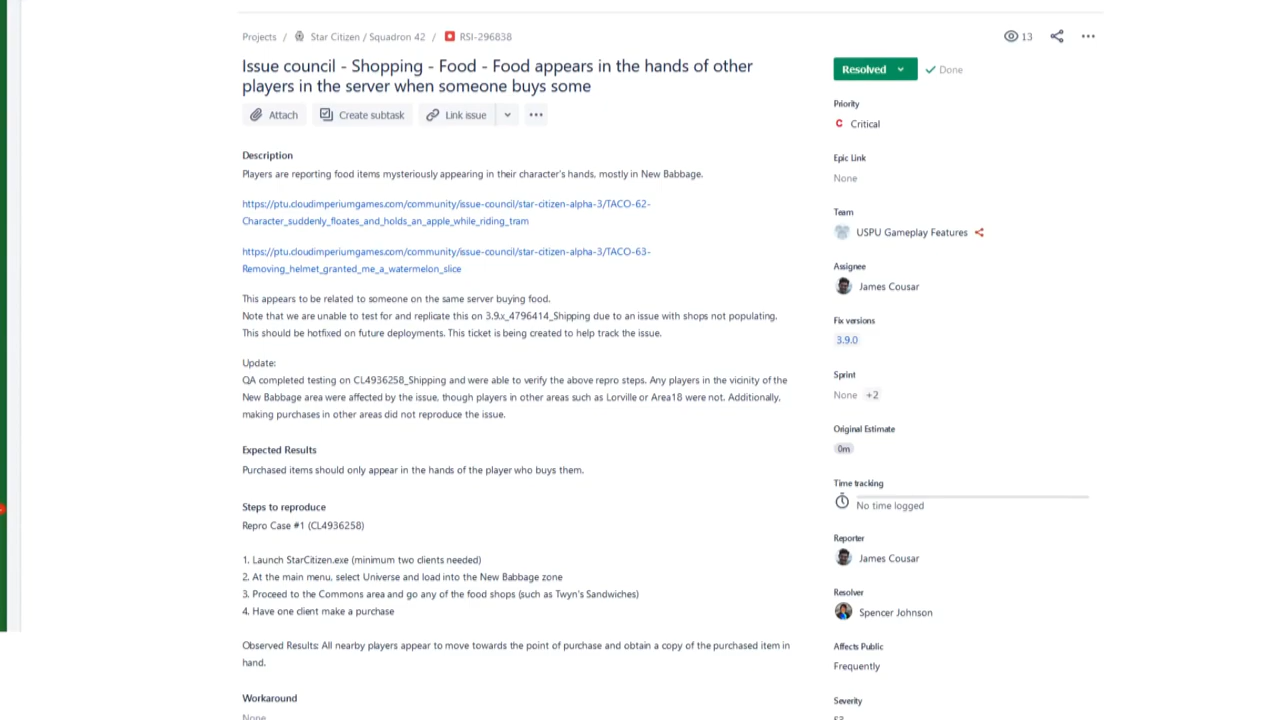 Projects / Star Citizen / Squadron 42 / RSI-296838
13
Issue council - Shopping - Food - Food appears in the hands of other
players in the server when someone buys some
Attach
Create subtask
Link issue
Description
Players are reporting food items mysteriously appearing in their character's hands, mostly in New Babbage.
https://ptu.cloudimperiumgames.com/community/issue-council/star-citizen-alpha-3/TACO-62-
Character_suddenly_floates_and_holds_an_apple_while_riding_tram
https://ptu.cloudimperiumgames.com/community/issue-council/star-citizen-alpha-3/TACO-63-
Removing_helmet_granted_me_a_watermelon_slice
This appears to be related to someone on the same server buying food.
Note that we are unable to test for and replicate this on 3.9.x_4796414_Shipping due to an issue with shops not populating.
This should be hotfixed on future deployments. This ticket is being created to help track the issue.
Update:
QA completed testing on CL4936258_Shipping and were able to verify the above repro steps. Any players in the vicinity of the
New Babbage area were affected by the issue, though players in other areas such as Lorville or Area18 were not. Additionally,
making purchases in other areas did not reproduce the issue.
Expected Results
Purchased items should only appear in the hands of the player who buys them.
Steps to reproduce
Repro Case #1 (CL4936258)
1. Launch StarCitizen.exe (minimum two clients needed)
2. At the main menu, select Universe and load into the New Babbage zone
3. Proceed to the Commons area and go any of the food shops (such as Twyn's Sandwiches)
4. Have one client make a purchase
Observed Results: All nearby players appear to move towards the point of purchase and obtain a copy of the purchased item in
hand.
Workaround
None
Resolved
Done
Priority
C Critical
Epic Link
None
Team
USPU Gameplay Features
Assignee
James Cousar
Fix versions
3.9.0
Sprint
None +2
Original Estimate
0m
Time tracking
No time logged
Reporter
James Cousar
Resolver
Spencer Johnson
Affects Public
Frequently
Severity